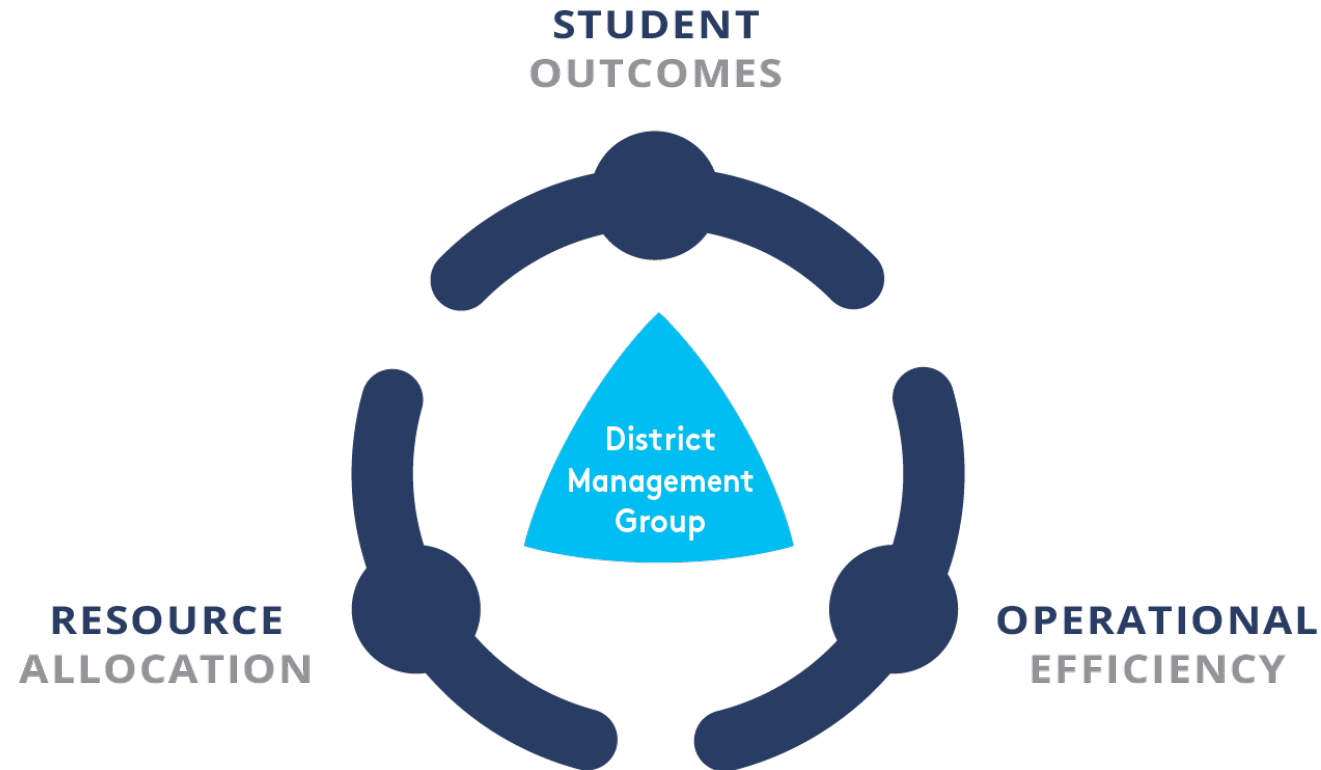 STUDENT
OUTCOMES
District
Management
Group
RESOURCE
ALLOCATION
OPERATIONAL
EFFICIENCY